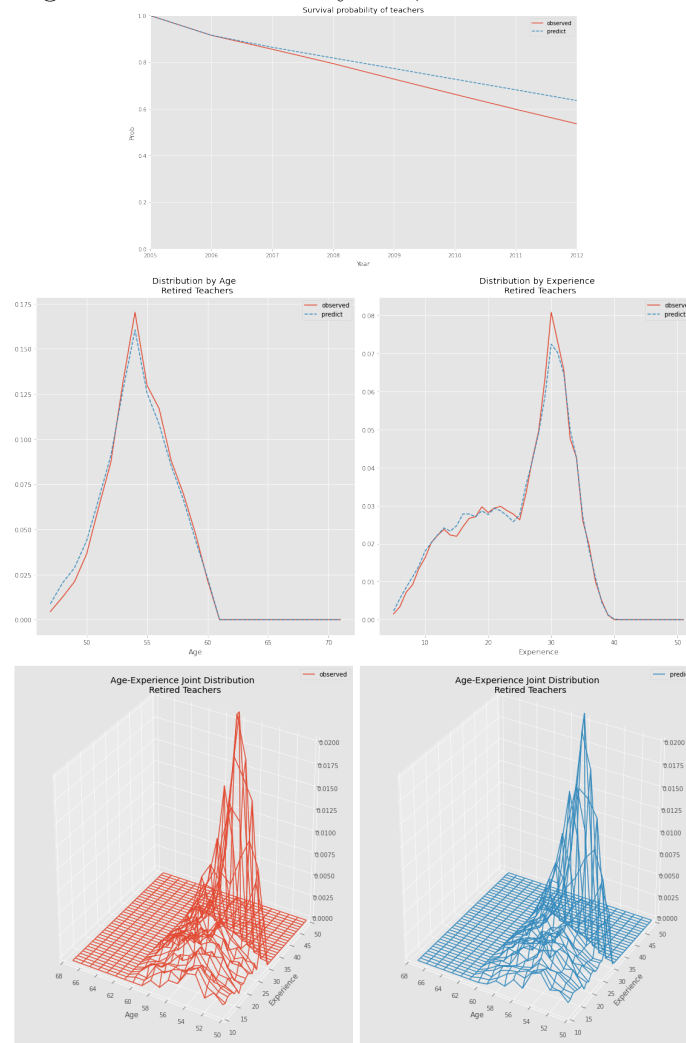 Survival probability of teachers
observed
predict
1.0
0.8
0.6
0.4
0.2
0.0
Prob
2005 2006 2007 2008 2009 2010 2011 2012
Year
Distribution by Age
Retired Teachers
observed
predict
0.175
0.150
0.125
0.100
0.075
0.050
0.025
0.000
50 55 60 65 70
Age
Distribution by Experience
Retired Teachers
observed
predict
0.08
0.07
0.06
0.05
0.04
0.03
0.02
0.01
0.00
10 20 30 40 50
Experience
Age-Experience Joint Distribution
Retired Teachers
observed
0.0200
0.0175
0.0150
0.0125
0.0100
0.0075
0.0050
0.0025
0.0000
68 66 64 62 60 58 56 54 52 50
Age
10 15 20 25 30 35 40 45 50
Experience
Age-Experience Joint Distribution
Retired Teachers
predic
0.0200
0.0175
0.0150
0.0125
0.0100
0.0075
0.0050
0.0025
0.0000
68 66 64 62 60 58 56 54 52 50
Age
10 15 20 25 30 35 40 45 50
Experience